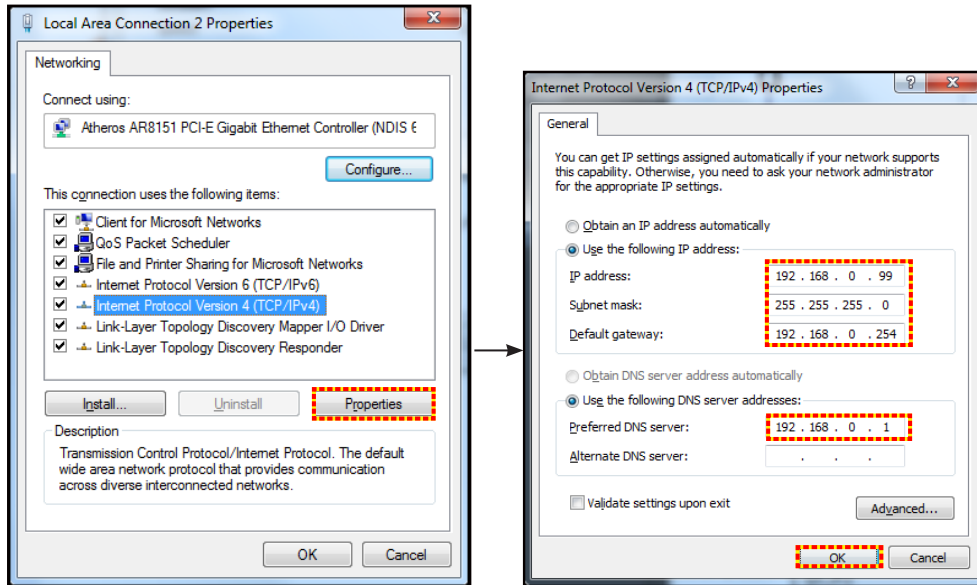 Local Area Connection 2 Properties
Networking
Connect using:
Atheros AR8151 PCI-E Gigabit Ethernet Controller (NDIS 6
Configure...
This connection uses the following items:
Client for Microsoft Networks
QoS Packet Scheduler
File and Printer Sharing for Microsoft Networks
Internet Protocol Version 6 (TCP/IPv6)
Internet Protocol Version 4 (TCP/IPv4)
Link-Layer Topology Discovery Mapper I/O Driver
Link-Layer Topology Discovery Responder
Install...
Uninstall
Properties
Description
Transmission Control Protocol/Internet Protocol. The default
wide area network protocol that provides communication
across diverse interconnected networks.
OK
Cancel
Internet Protocol Version 4 (TCP/IPv4) Properties
General
You can get IP settings assigned automatically if your network supports
this capability. Otherwise, you need to ask your network administrator
for the appropriate IP settings.
Obtain an IP address automatically
Use the following IP address:
IP address: 192 . 168 . 0 . 99
Subnet mask: 255 . 255 . 255 . 0
Default gateway: 192 . 168 . 0 . 254
Obtain DNS server address automatically
Use the following DNS server addresses:
Preferred DNS server: 192 . 168 . 0 . 1
Alternate DNS server: . . .
Validate settings upon exit
Advanced...
OK
Cancel